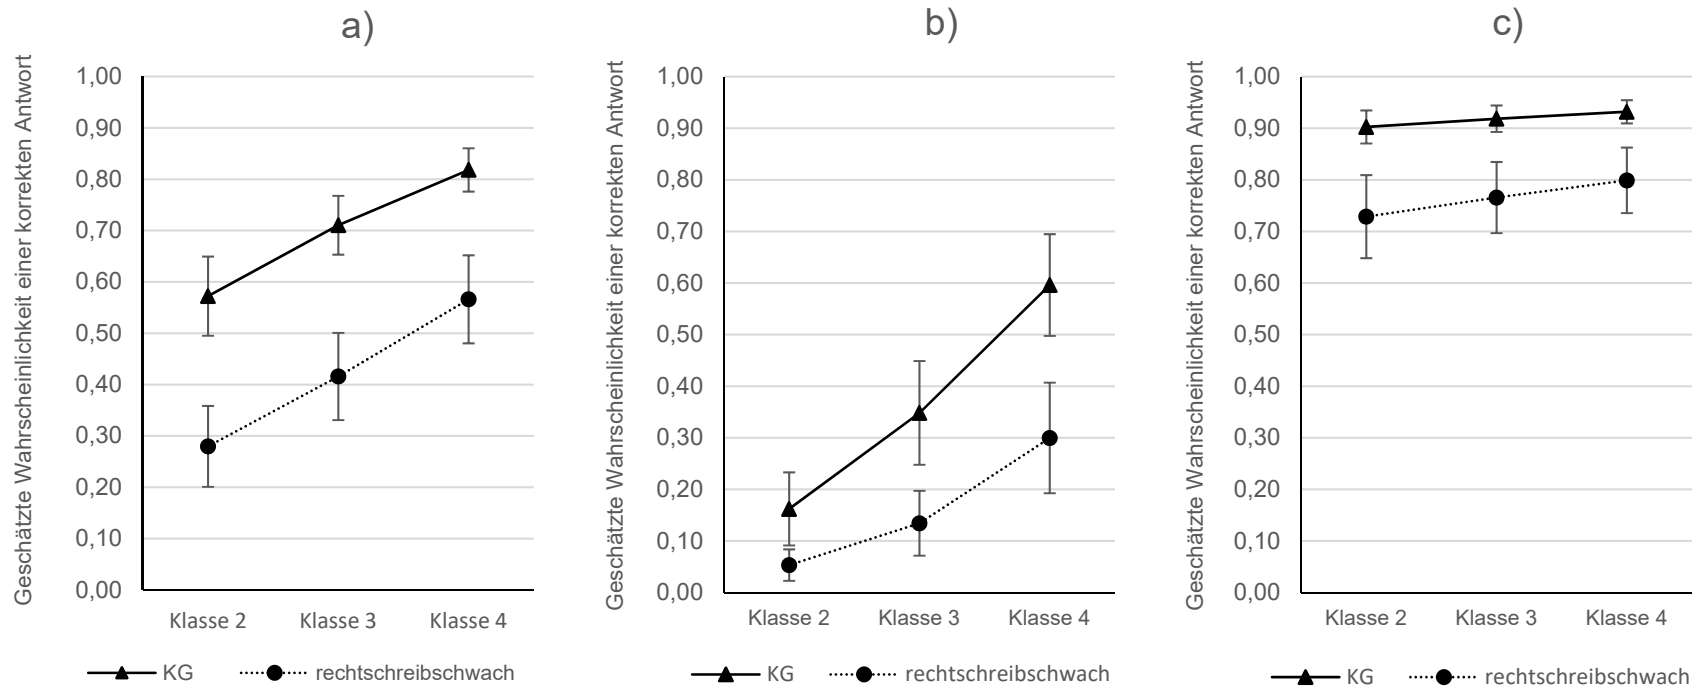 a)
Geschätzte Wahrscheinlichkeit einer korrekten Antwort
1,00
0,90
0,80
0,70
0,60
0,50
0,40
0,30
0,20
0,10
0,00
Klasse 2 Klasse 3 Klasse 4
KG rechtschreibschwach
b)
Geschätzte Wahrscheinlichkeit einer korrekten Antwort
1,00
0,90
0,80
0,70
0,60
0,50
0,40
0,30
0,20
0,10
0,00
Klasse 2 Klasse 3 Klasse 4
KG rechtschreibschwach
c)
Geschätzte Wahrscheinlichkeit einer korrekten Antwort
1,00
0,90
0,80
0,70
0,60
0,50
0,40
0,30
0,20
0,10
0,00
Klasse 2 Klasse 3 Klasse 4
KG rechtschreibschwach